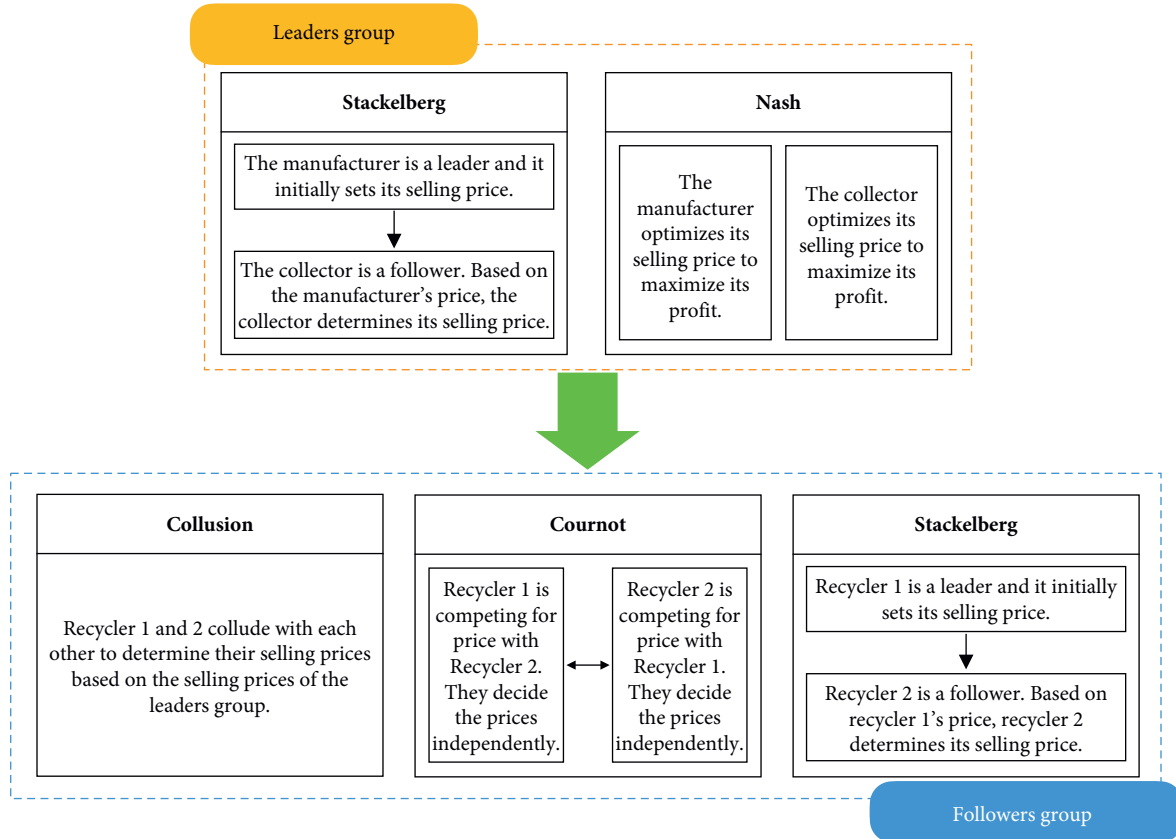 Leaders group
Stackelberg
The manufacturer is a leader and it
initially sets its selling price.
The collector is a follower. Based on
the manufacturer's price, the
collector determines its selling price.
Nash
The
manufacturer
optimizes its
selling price to
maximize its
profit.
The collector
optimizes its
selling price to
maximize its
profit.
Collusion
Recycler 1 and 2 collude with each
other to determine their selling prices
based on the selling prices of the
leaders group.
Cournot
Recycler 1 is
competing for
price with
Recycler 2.
They decide
the prices
independently.
Recycler 2 is
competing for
price with
Recycler 1.
They decide
the prices
independently.
Stackelberg
Recycler 1 is a leader and it initially
sets its selling price.
Recycler 2 is a follower. Based on
recycler 1's price, recycler 2
determines its selling price.
Followers group